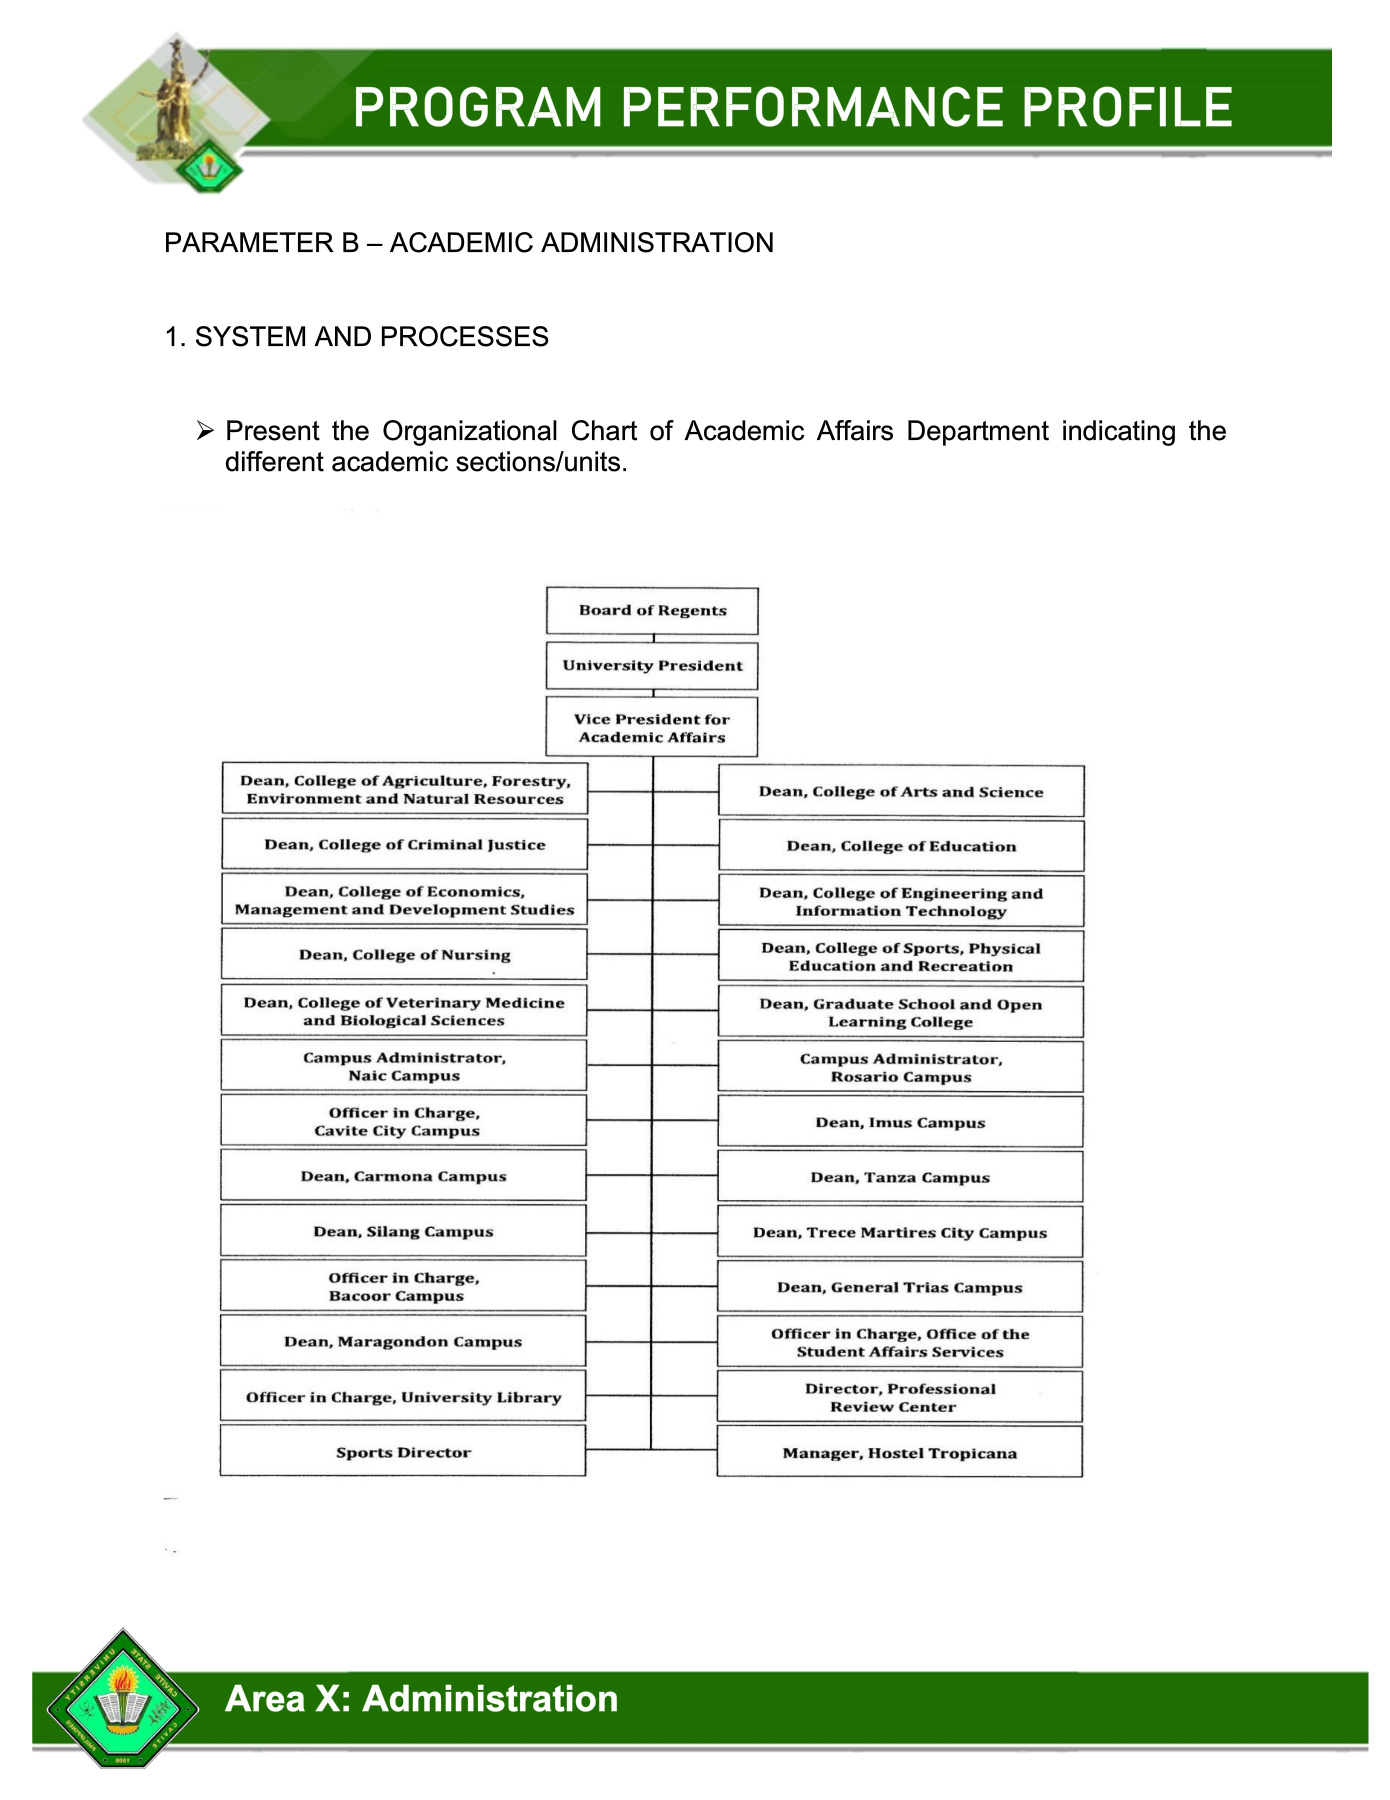 PROGRAM PERFORMANCE PROFILE
PARAMETER B – ACADEMIC ADMINISTRATION
1. SYSTEM AND PROCESSES
➢ Present the Organizational Chart of Academic Affairs Department indicating the
different academic sections/units.
Board of Regents
University President
Vice President for
Academic Affairs
Dean, College of Agriculture, Forestry,
Environment and Natural Resources
Dean, College of Arts and Science
Dean, College of Criminal Justice
Dean, College of Education
Dean, College of Economics,
Management and Development Studies
Dean, College of Engineering and
Information Technology
Dean, College of Nursing
Dean, College of Sports, Physical
Education and Recreation
Dean, College of Veterinary Medicine
and Biological Sciences
Dean, Graduate School and Open
Learning College
Campus Administrator,
Naic Campus
Campus Administrator,
Rosario Campus
Officer in Charge,
Cavite City Campus
Dean, Imus Campus
Dean, Carmona Campus
Dean, Tanza Campus
Dean, Silang Campus
Dean, Trece Martires City Campus
Officer in Charge,
Bacoor Campus
Dean, General Trias Campus
Dean, Maragondon Campus
Officer in Charge, Office of the
Student Affairs Services
Officer in Charge, University Library
Director, Professional
Review Center
Sports Director
Manager, Hostel Tropicana
CAVITE STATE UNIVERSITY
CAVITE
1906
PHILIPPINES
Area X: Administration